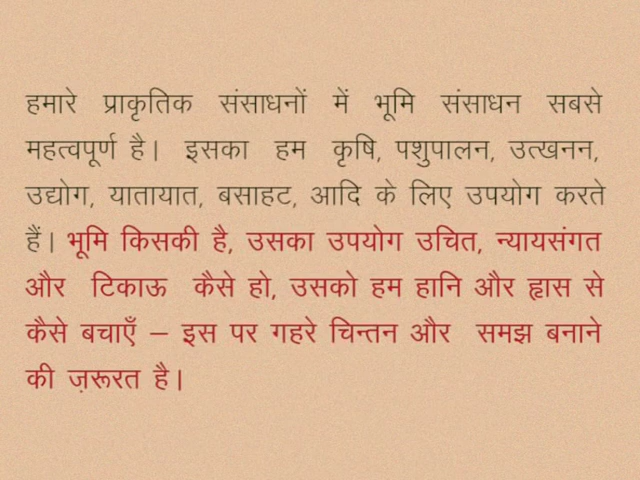 हमारे प्राकृतिक संसाधनों में भूमि संसाधन सबसे
महत्वपूर्ण है। इसका हम कृषि, पशुपालन, उत्खनन,
उद्योग, यातायात, बसाहट, आदि के लिए उपयोग करते
हैं। भूमि किसकी है, उसका उपयोग उचित, न्यायसंगत
और टिकाऊ कैसे हो, उसको हम हानि और ह्रास से
कैसे बचाएँ – इस पर गहरे चिन्तन और समझ बनाने
की ज़रूरत है।